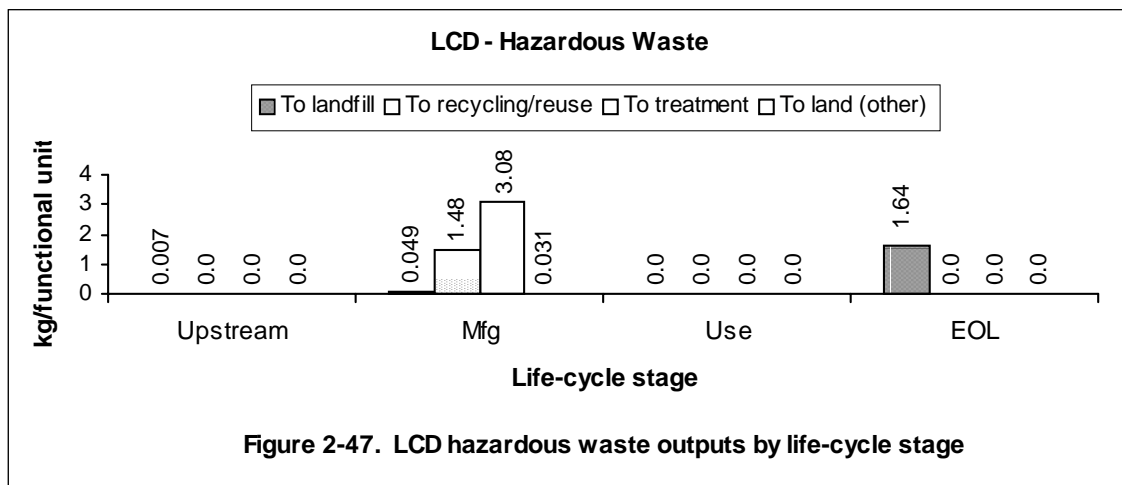 LCD - Hazardous Waste
To landfill To recycling/reuse To treatment To land (other)
kg/functional unit
4
3
2
1
0
0.007 0.0 0.0 0.0 0.049 1.48 3.08 0.031 0.0 0.0 0.0 0.0 1.64 0.0 0.0 0.0
Upstream Mfg Use EOL
Life-cycle stage
Figure 2-47. LCD hazardous waste outputs by life-cycle stage